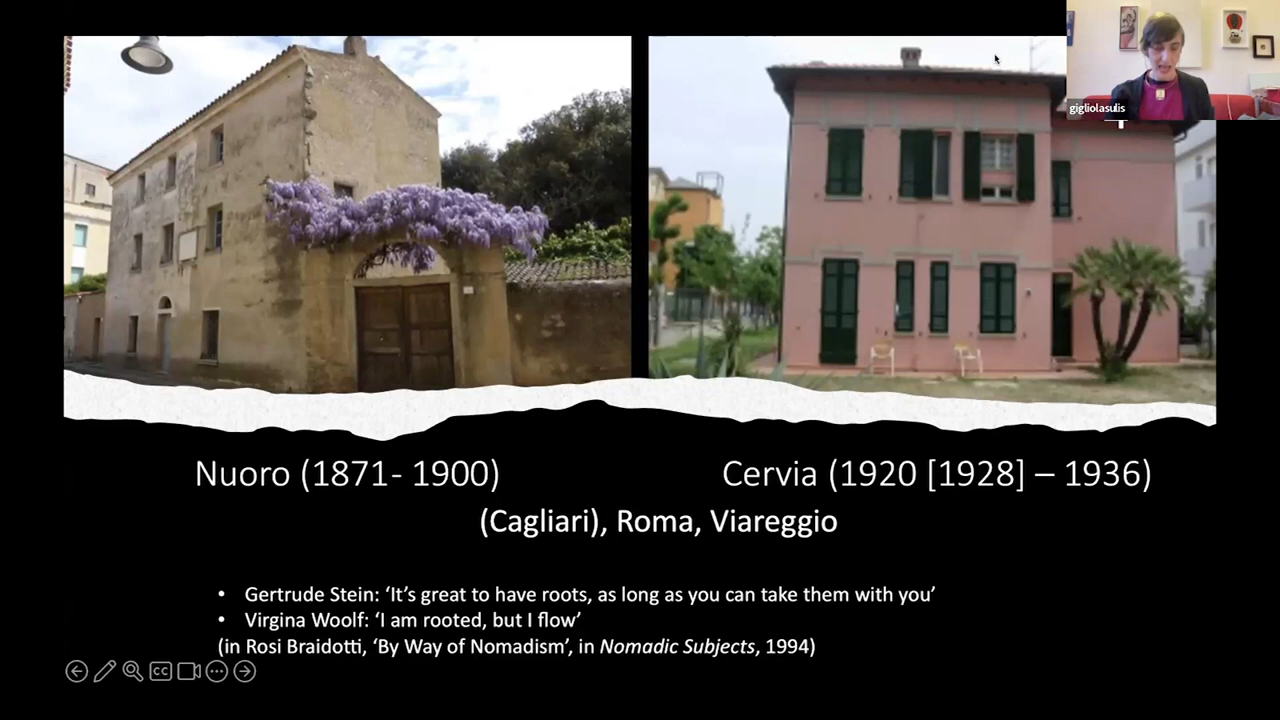 gigliolasulis
Nuoro (1871- 1900)
Cervia (1920 [1928] – 1936)
(Cagliari), Roma, Viareggio
• Gertrude Stein: ‘It’s great to have roots, as long as you can take them with you’
• Virgina Woolf: ‘I am rooted, but I flow’
(in Rosi Braidotti, ‘By Way of Nomadism’, in Nomadic Subjects, 1994)
CC